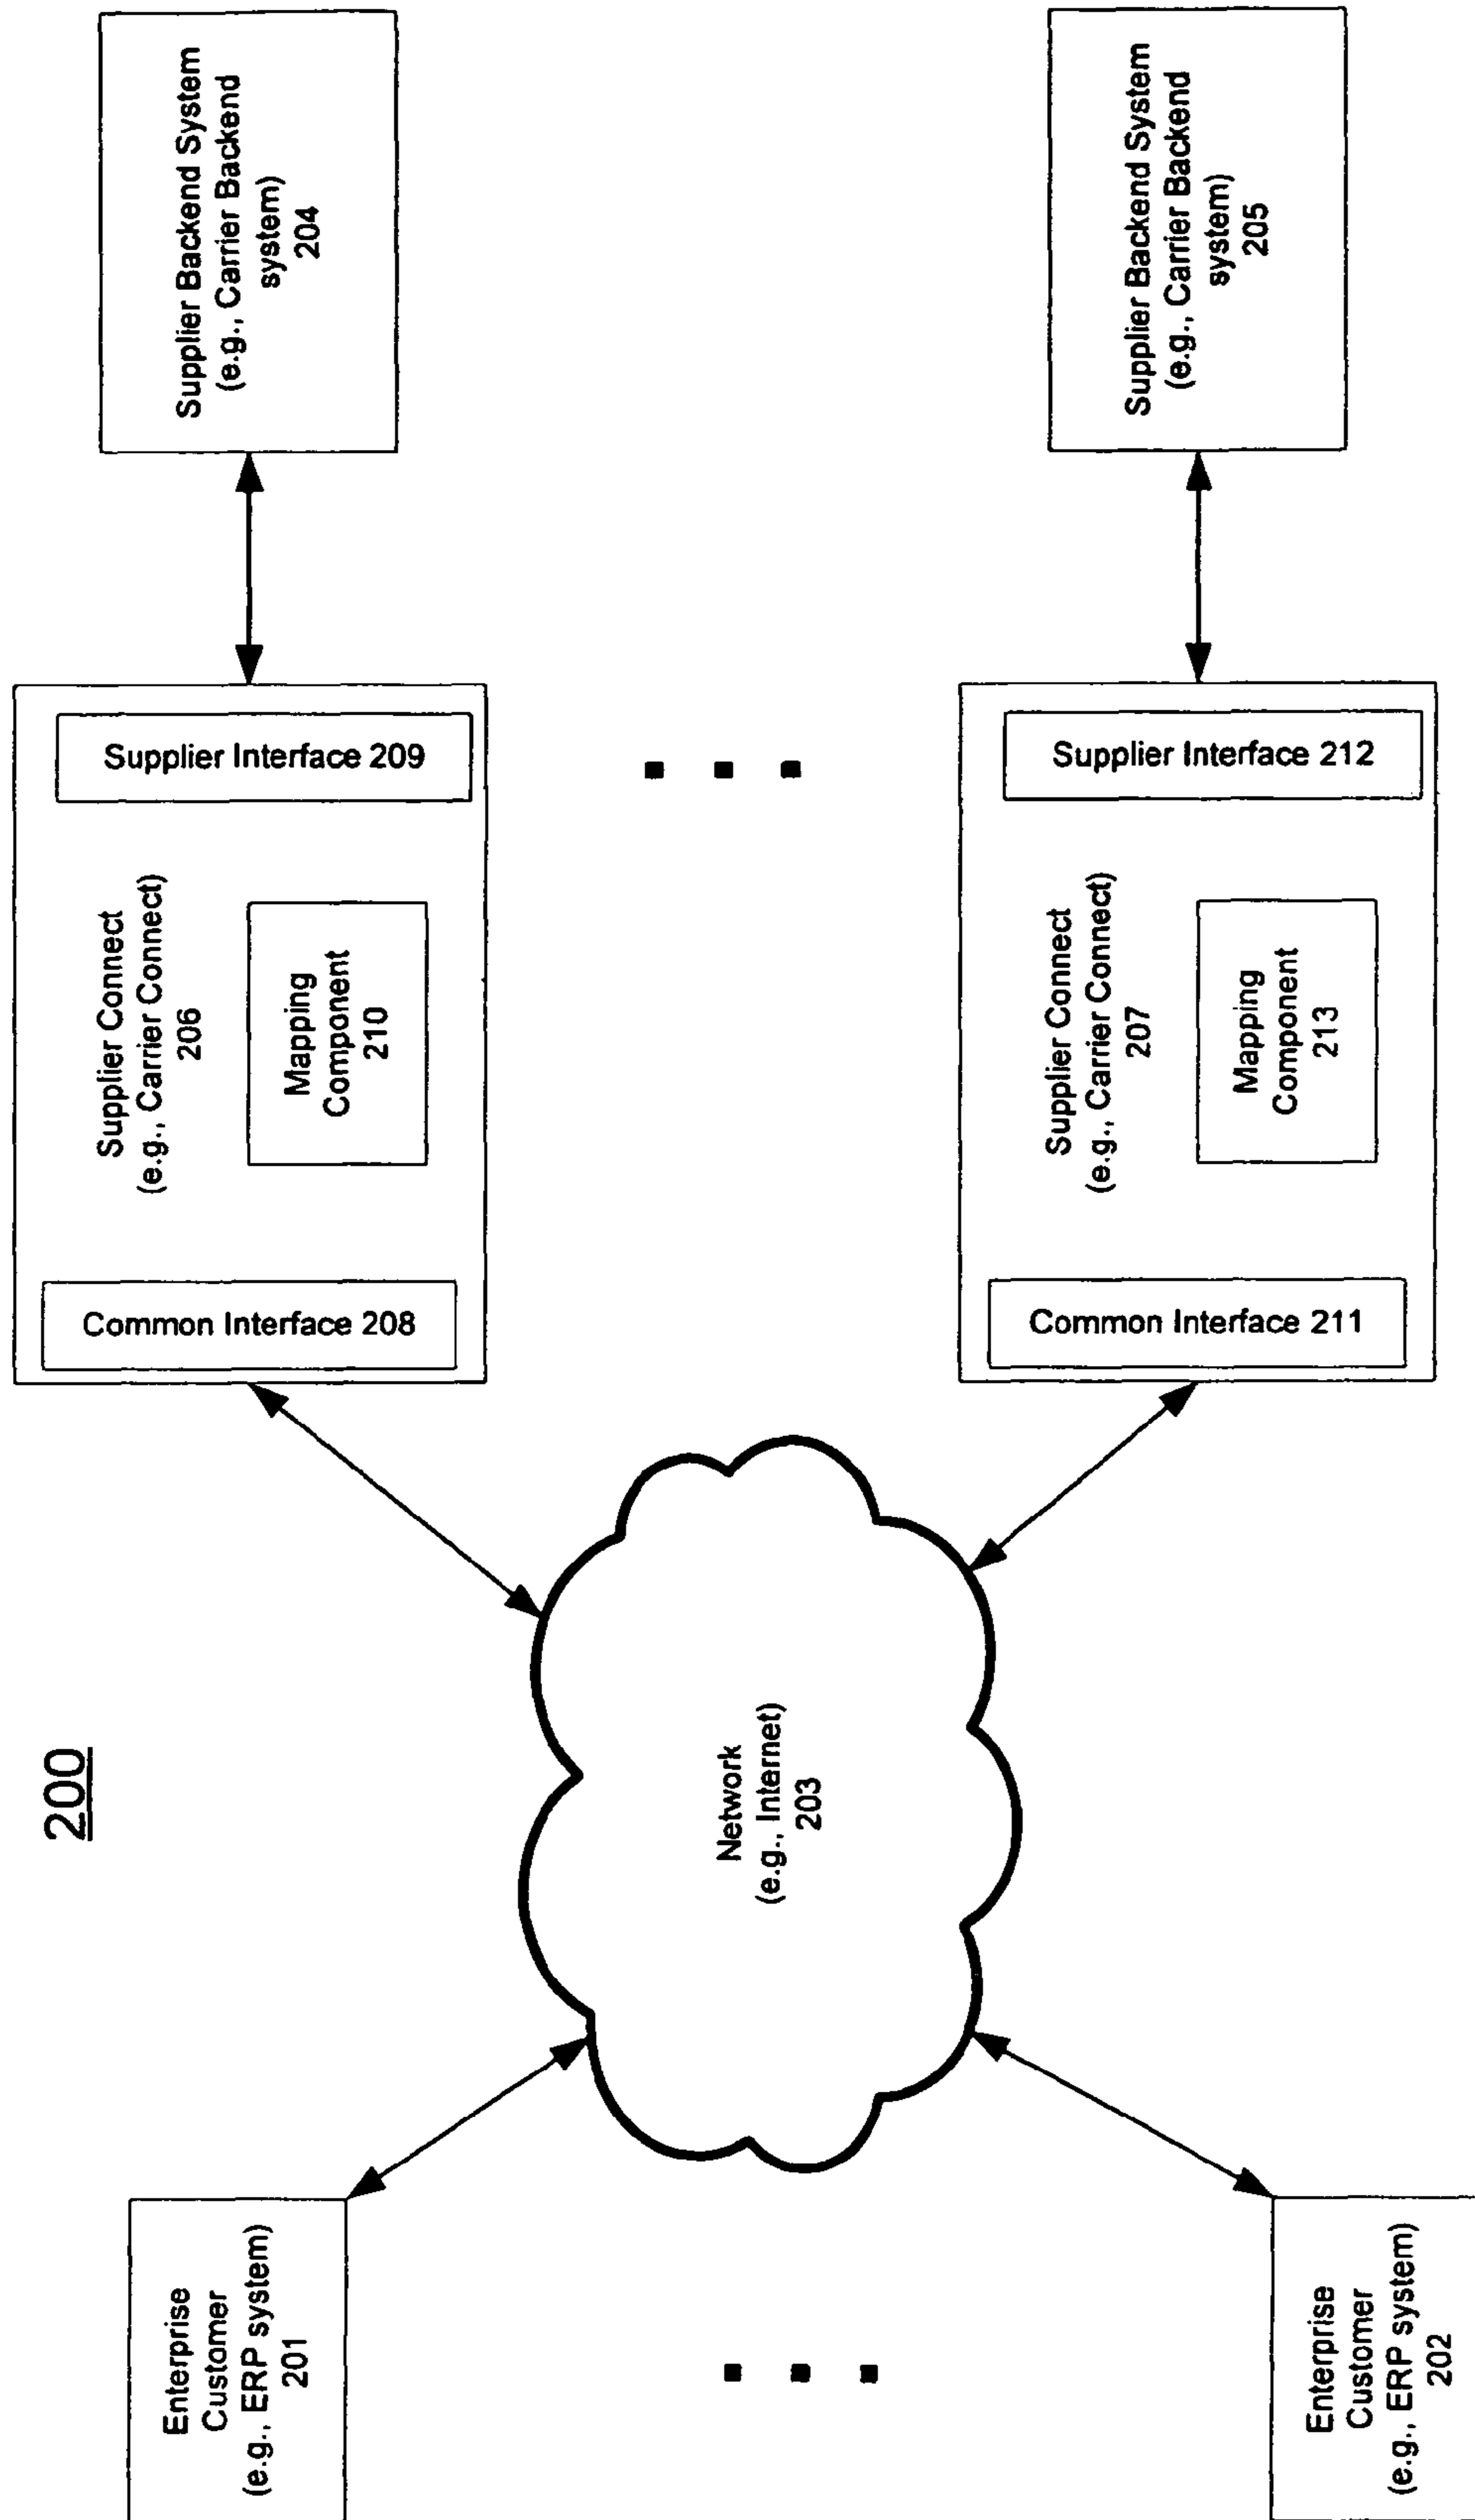 200
Enterprise
Customer
(e.g., ERP system)
201
Enterprise
Customer
(e.g., ERP system)
202
Network
(e.g., Internet)
203
Common Interface 208
Supplier Connect
(e.g., Carrier Connect)
206
Mapping
Component
210
Supplier Interface 209
Common Interface 211
Supplier Connect
(e.g., Carrier Connect)
207
Mapping
Component
213
Supplier Interface 212
Supplier Backend System
(e.g., Carrier Backend
system)
204
Supplier Backend System
(e.g., Carrier Backend
system)
205